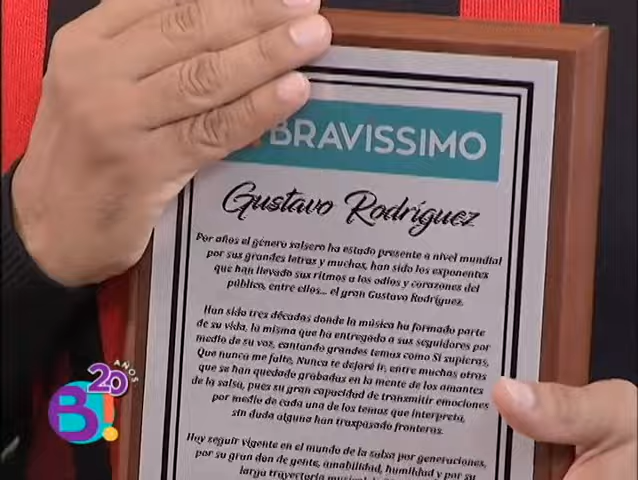 BRAVÍSSIMO
Gustavo Rodríguez
Por años el género salsero ha estado presente a nivel mundial
por sus grandes letras y muchos, han sido los exponentes
que han llevado sus ritmos a los oídos y corazones del
público, entre ellos... el gran Gustavo Rodríguez.
Han sido tres décadas donde la música ha formado parte
de su vida, la misma que ha entregado a sus seguidores por
medio de su voz, cantando grandes temas como Si supieras,
Que nunca me falte, Nunca te dejaré ir, entre muchas otras
que se han quedado grabadas en la mente de los amantes
de la salsa, pues su gran capacidad de transmitir emociones
por medio de cada una de los temas que interpreta,
sin duda alguna han traspasado fronteras.
Hoy seguir vigente en el mundo de la salsa por generaciones,
por su gran don de gente, amabilidad, humildad y por su
larga trayectoria musical
B!
20 AÑOS